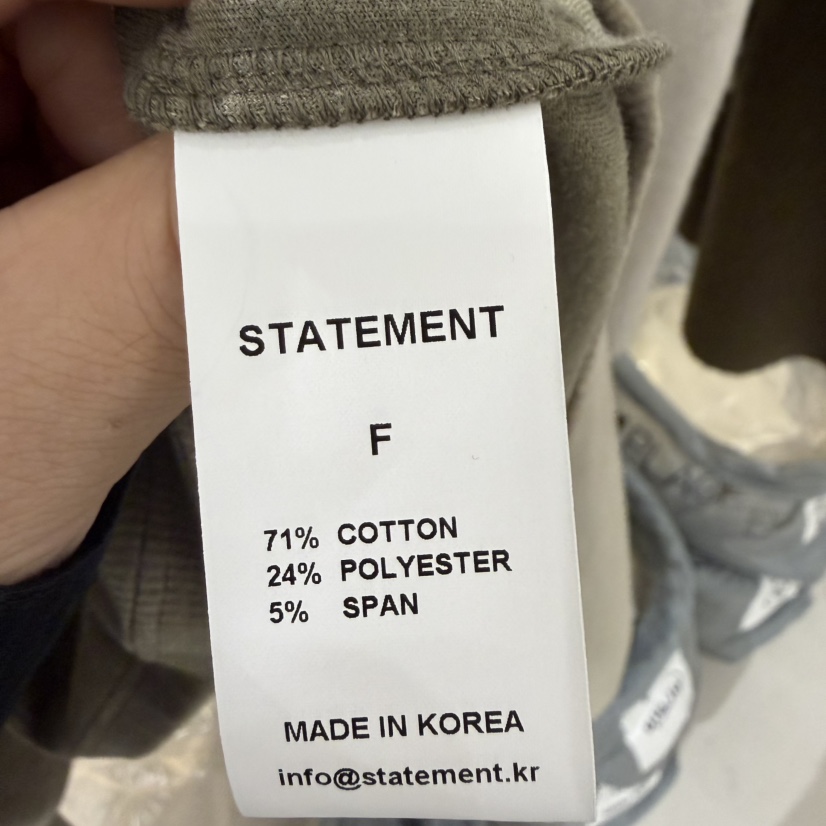 STATEMENT
F
71% COTTON
24% POLYESTER
5% SPAN
MADE IN KOREA
info@statement.kr